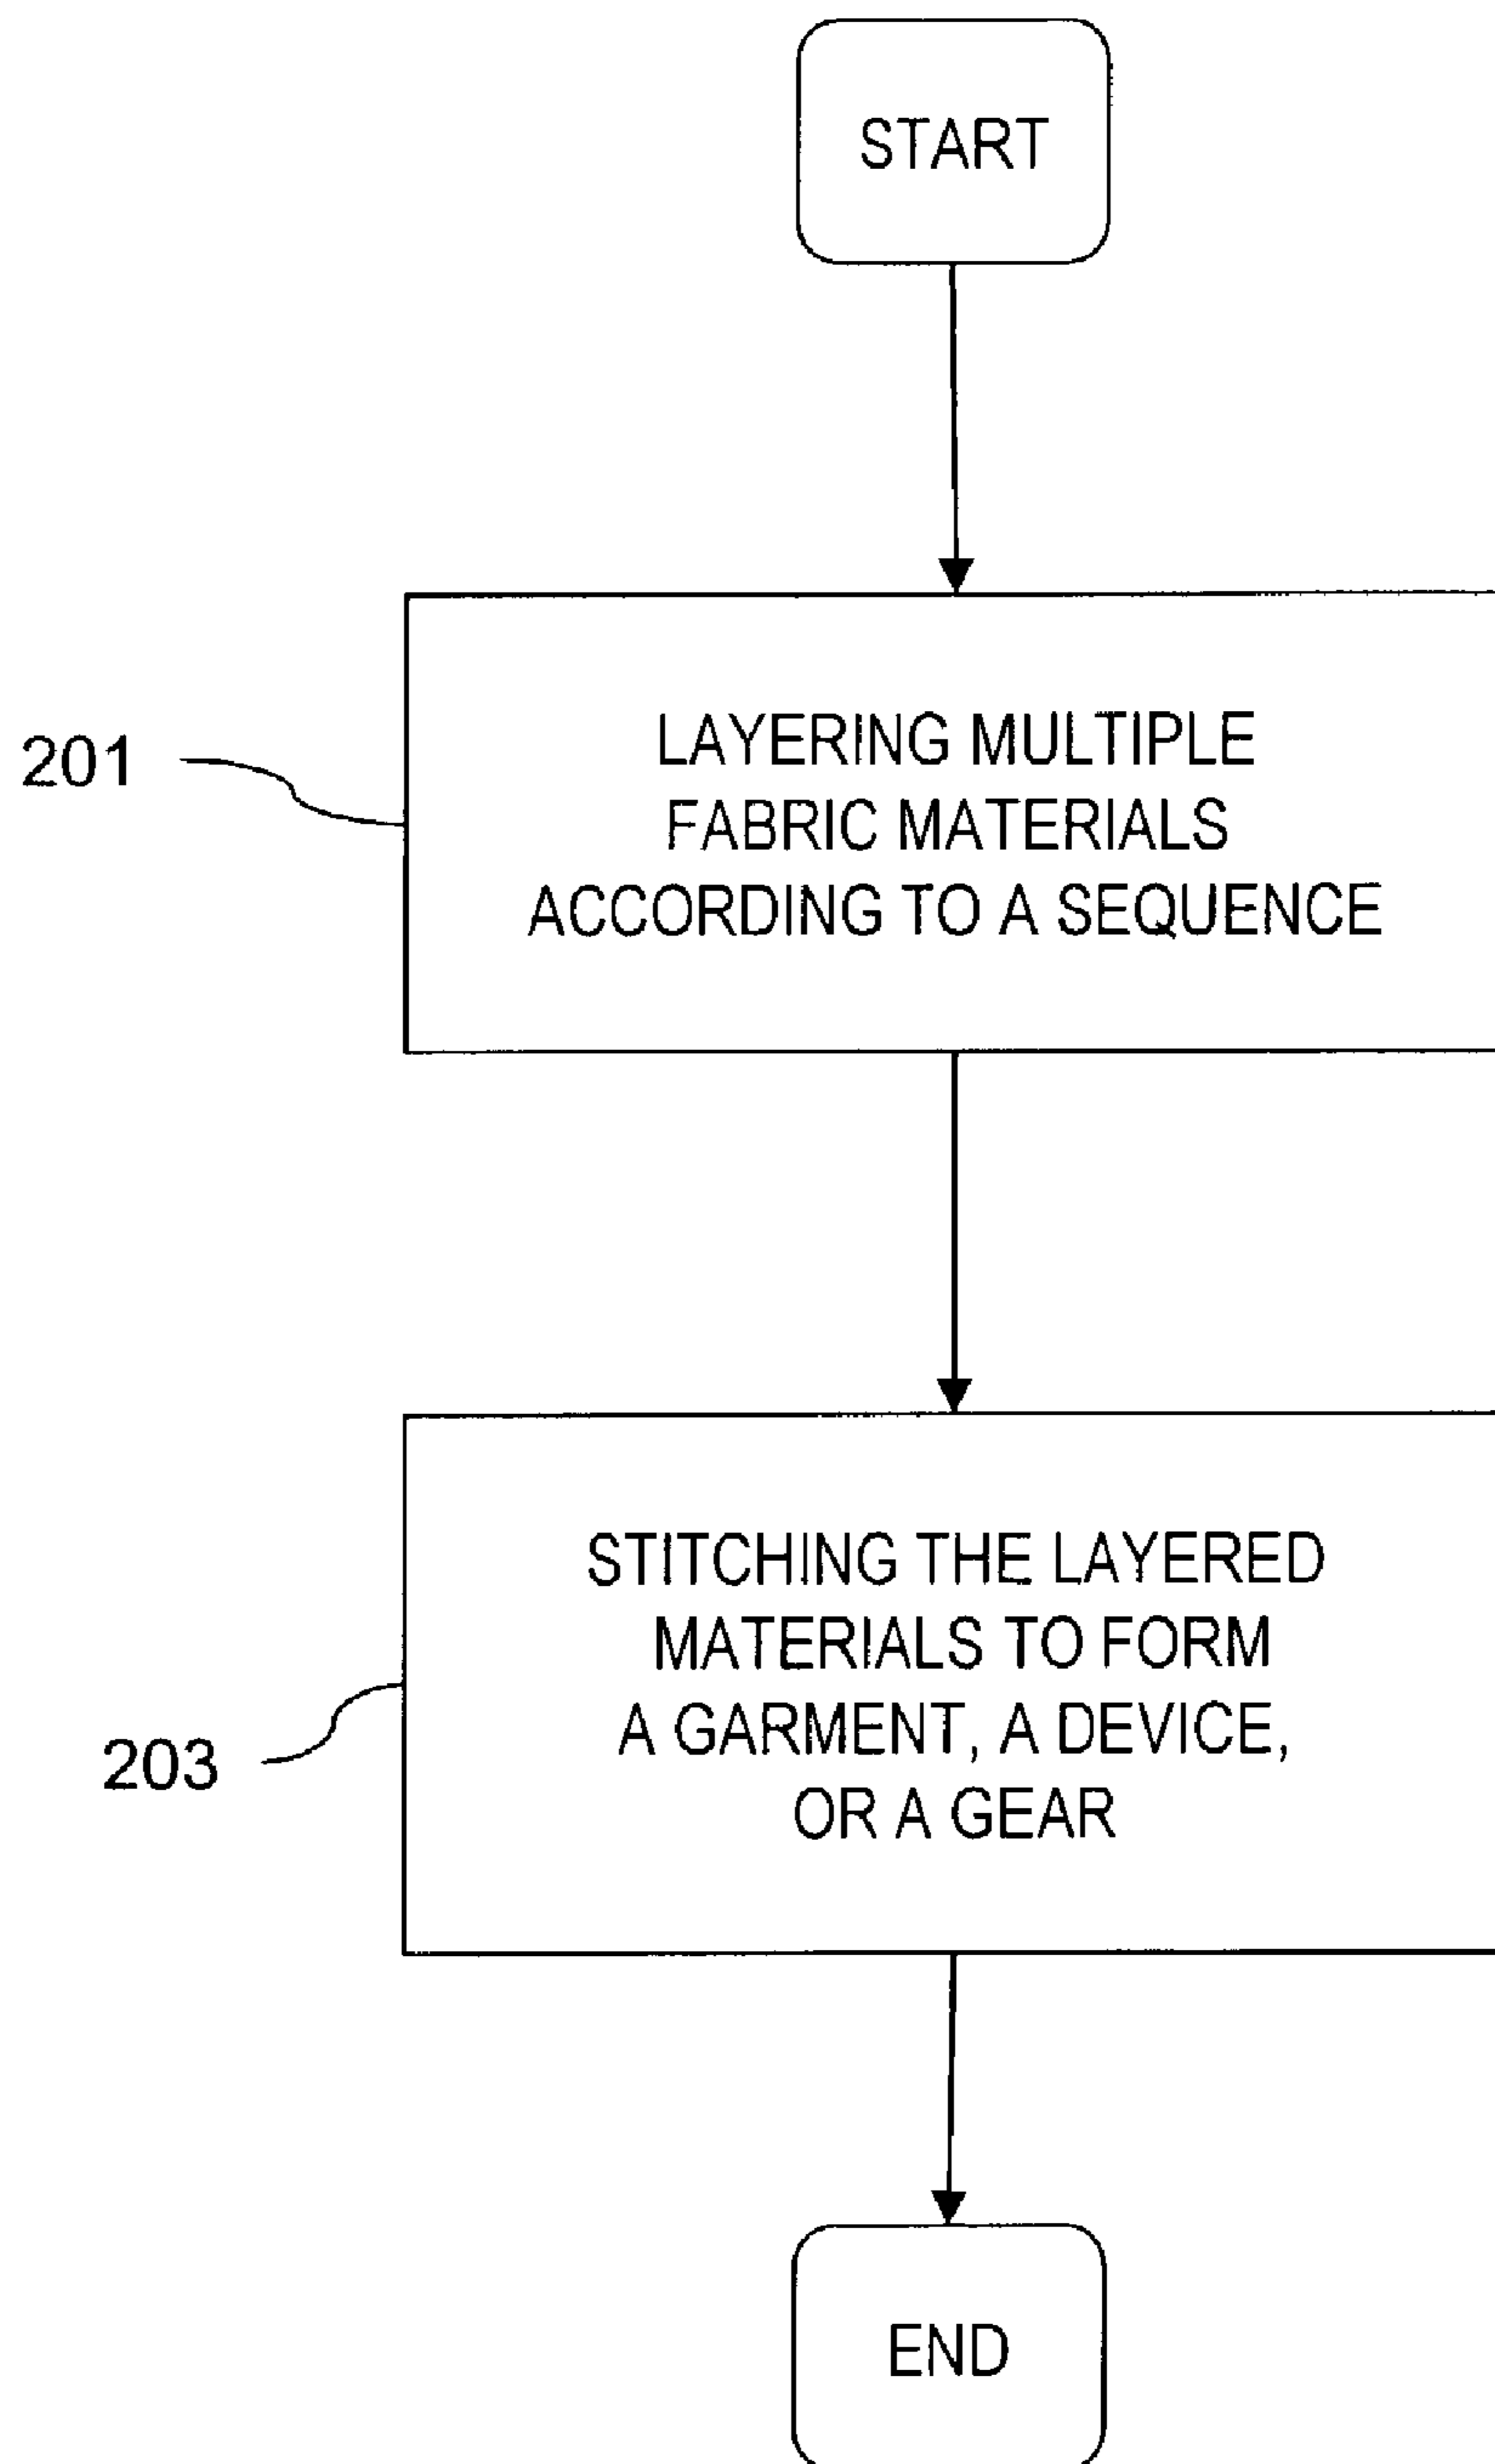 START
201
LAYERING MULTIPLE
FABRIC MATERIALS
ACCORDING TO A SEQUENCE
STITCHING THE LAYERED
MATERIALS TO FORM
A GARMENT, A DEVICE,
OR A GEAR
203
END